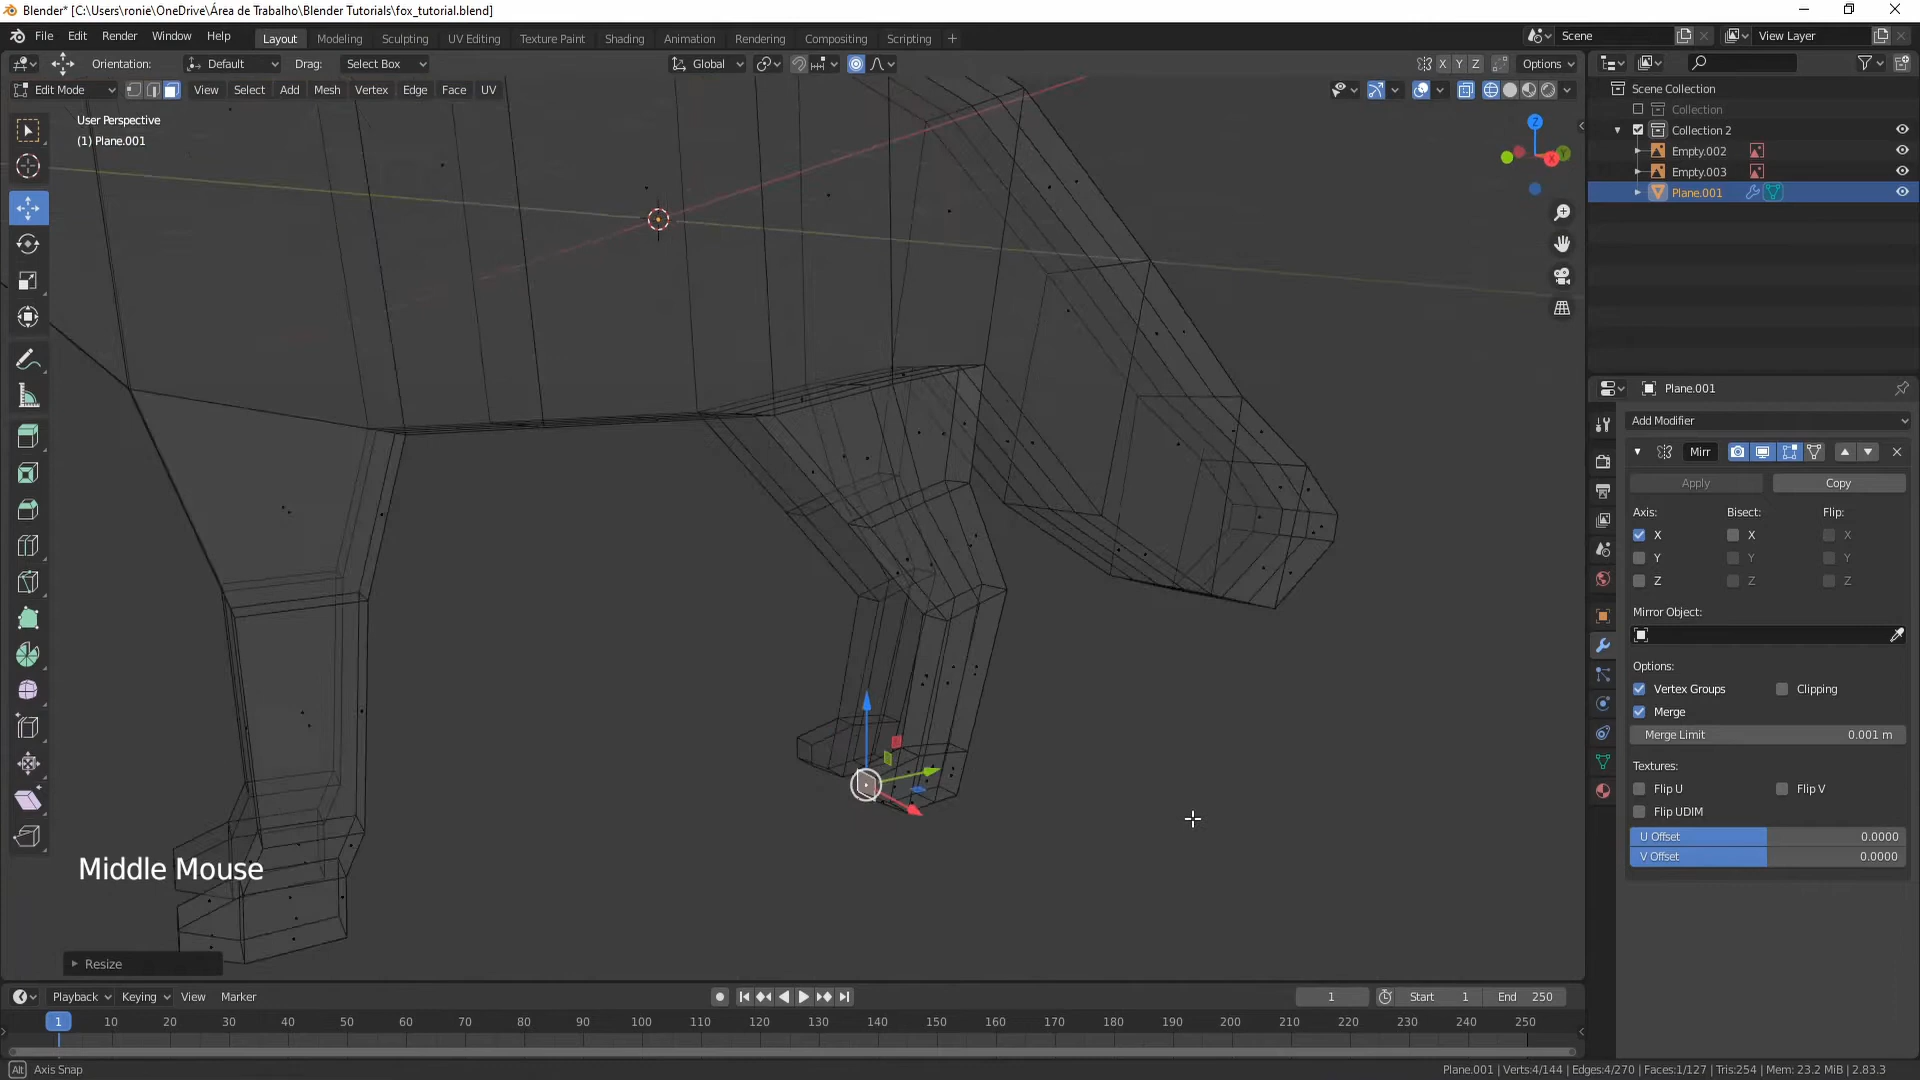 Blender* [C:\Users\ronie\OneDrive\Área de Trabalho\Blender Tutorials\fox_tutorial.blend]
File Edit Render Window Help Layout Modeling Sculpting UV Editing Texture Paint Shading Animation Rendering Compositing Scripting + Scene View Layer
Orientation: Default Drag: Select Box Global X Y Z Options
Edit Mode View Select Add Mesh Vertex Edge Face UV
User Perspective
(1) Plane.001
Z
X
Y
Scene Collection
Collection
Collection 2
Empty.002
Empty.003
Plane.001
Plane.001
Add Modifier
Mirr
Apply Copy
Axis: Bisect: Flip:
X X X
Y Y Y
Z Z Z
Mirror Object:
Options:
Vertex Groups Clipping
Merge
Merge Limit 0.001 m
Textures:
Flip U Flip V
Flip UDIM
U Offset 0.0000
V Offset 0.0000
Middle Mouse
Resize
Playback Keying View Marker 1 Start 1 End 250
1 10 20 30 40 50 60 70 80 90 100 110 120 130 140 150 160 170 180 190 200 210 220 230 240 250
Alt Axis Snap Plane.001 | Verts:4/144 | Edges:4/270 | Faces:1/127 | Tris:254 | Mem: 23.2 MiB | 2.83.3